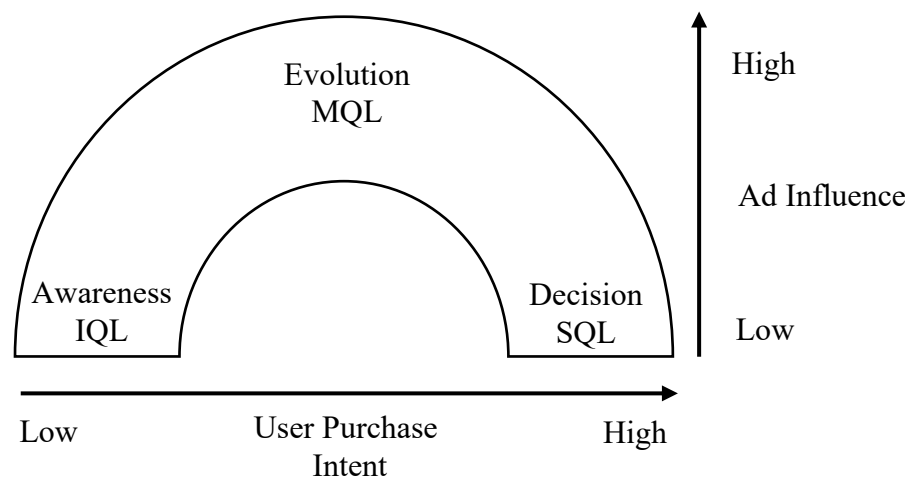 Evolution
MQL
High
Ad Influence
Awareness
IQL
Decision
SQL
Low
Low
User Purchase
Intent
High